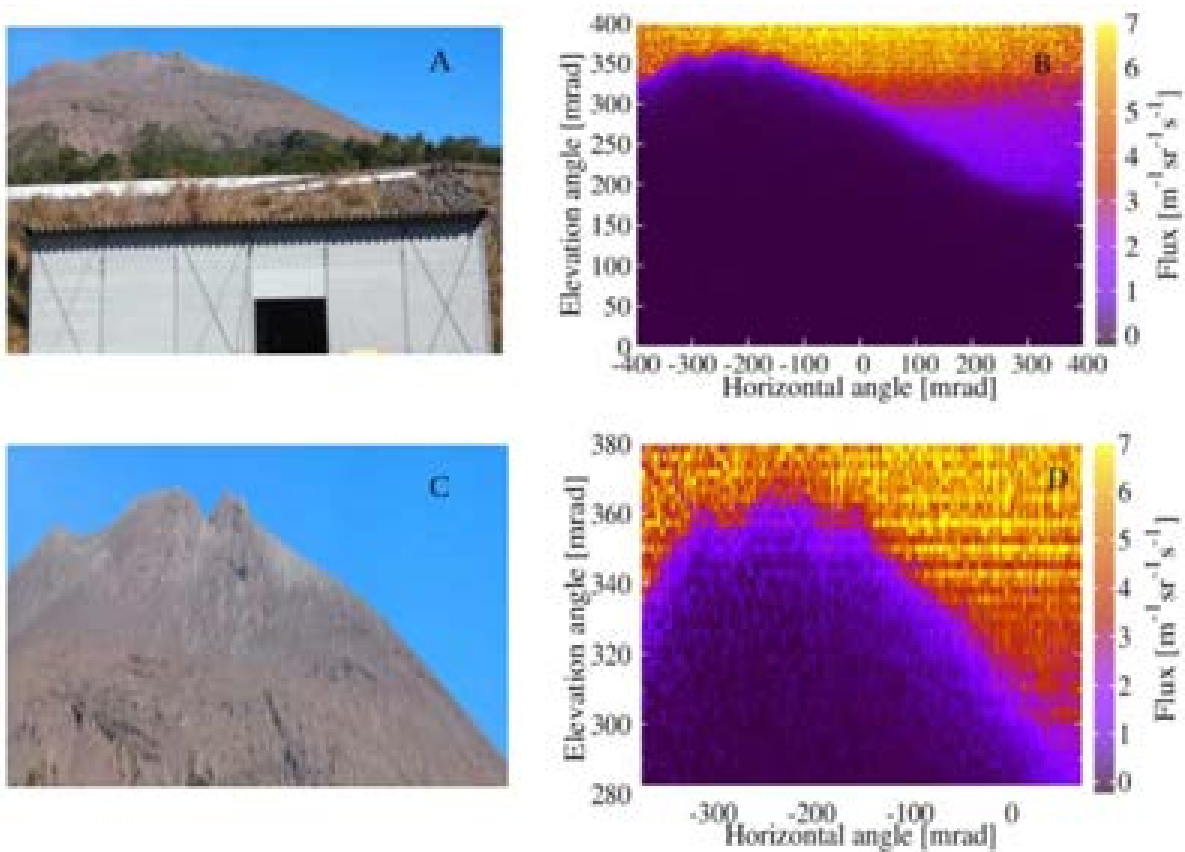 A
400
350
300
250
200
150
100
50
0
Elevation angle [mrad]
-400 -300 -200 -100 0 100 200 300 400
Horizontal angle [mrad]
B
7
6
5
4
3
2
1
0
Flux [m⁻¹sr⁻¹s⁻¹]
C
380
360
340
320
300
280
Elevation angle [mrad]
-300 -200 -100 0
Horizontal angle [mrad]
D
7
6
5
4
3
2
1
0
Flux [m⁻¹sr⁻¹s⁻¹]